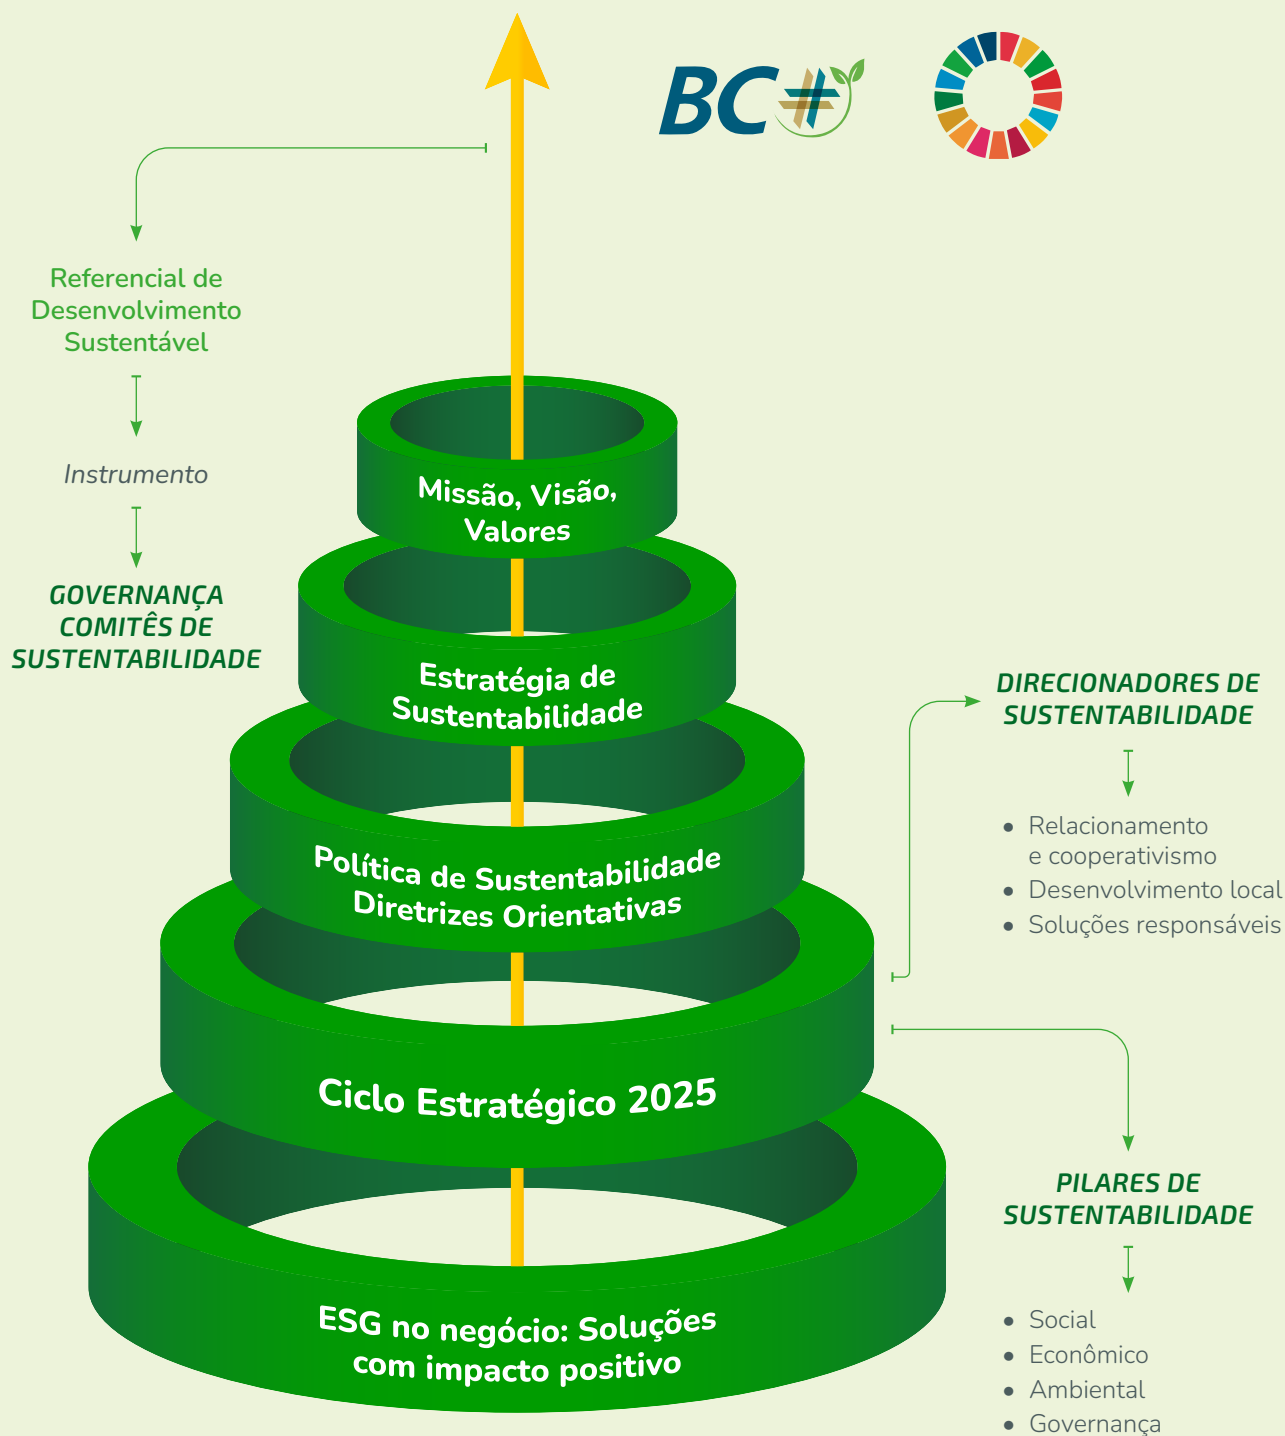 BC#
Referencial de
Desenvolvimento
Sustentável
Instrumento
GOVERNANÇA
COMITÊS DE
SUSTENTABILIDADE
Missão, Visão,
Valores
Estratégia de
Sustentabilidade
Política de Sustentabilidade
Diretrizes Orientativas
Ciclo Estratégico 2025
ESG no negócio: Soluções
com impacto positivo
DIRECIONADORES DE
SUSTENTABILIDADE
• Relacionamento
e cooperativismo
• Desenvolvimento local
• Soluções responsáveis
PILARES DE
SUSTENTABILIDADE
• Social
• Econômico
• Ambiental
• Governança